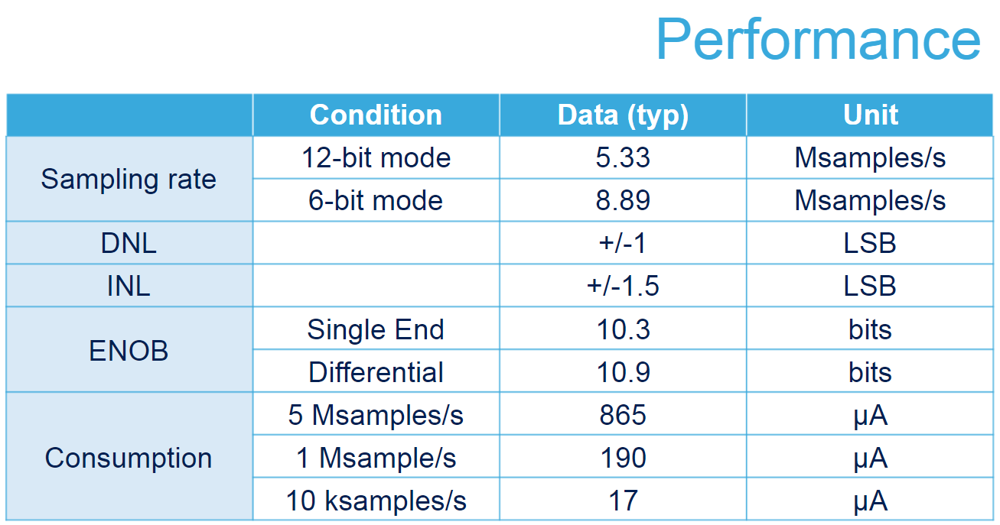 Performance
Condition Data (typ) Unit
Sampling rate 12-bit mode 5.33 Msamples/s
6-bit mode 8.89 Msamples/s
DNL +/-1 LSB
INL +/-1.5 LSB
ENOB Single End 10.3 bits
Differential 10.9 bits
Consumption 5 Msamples/s 865 µA
1 Msample/s 190 µA
10 ksamples/s 17 µA